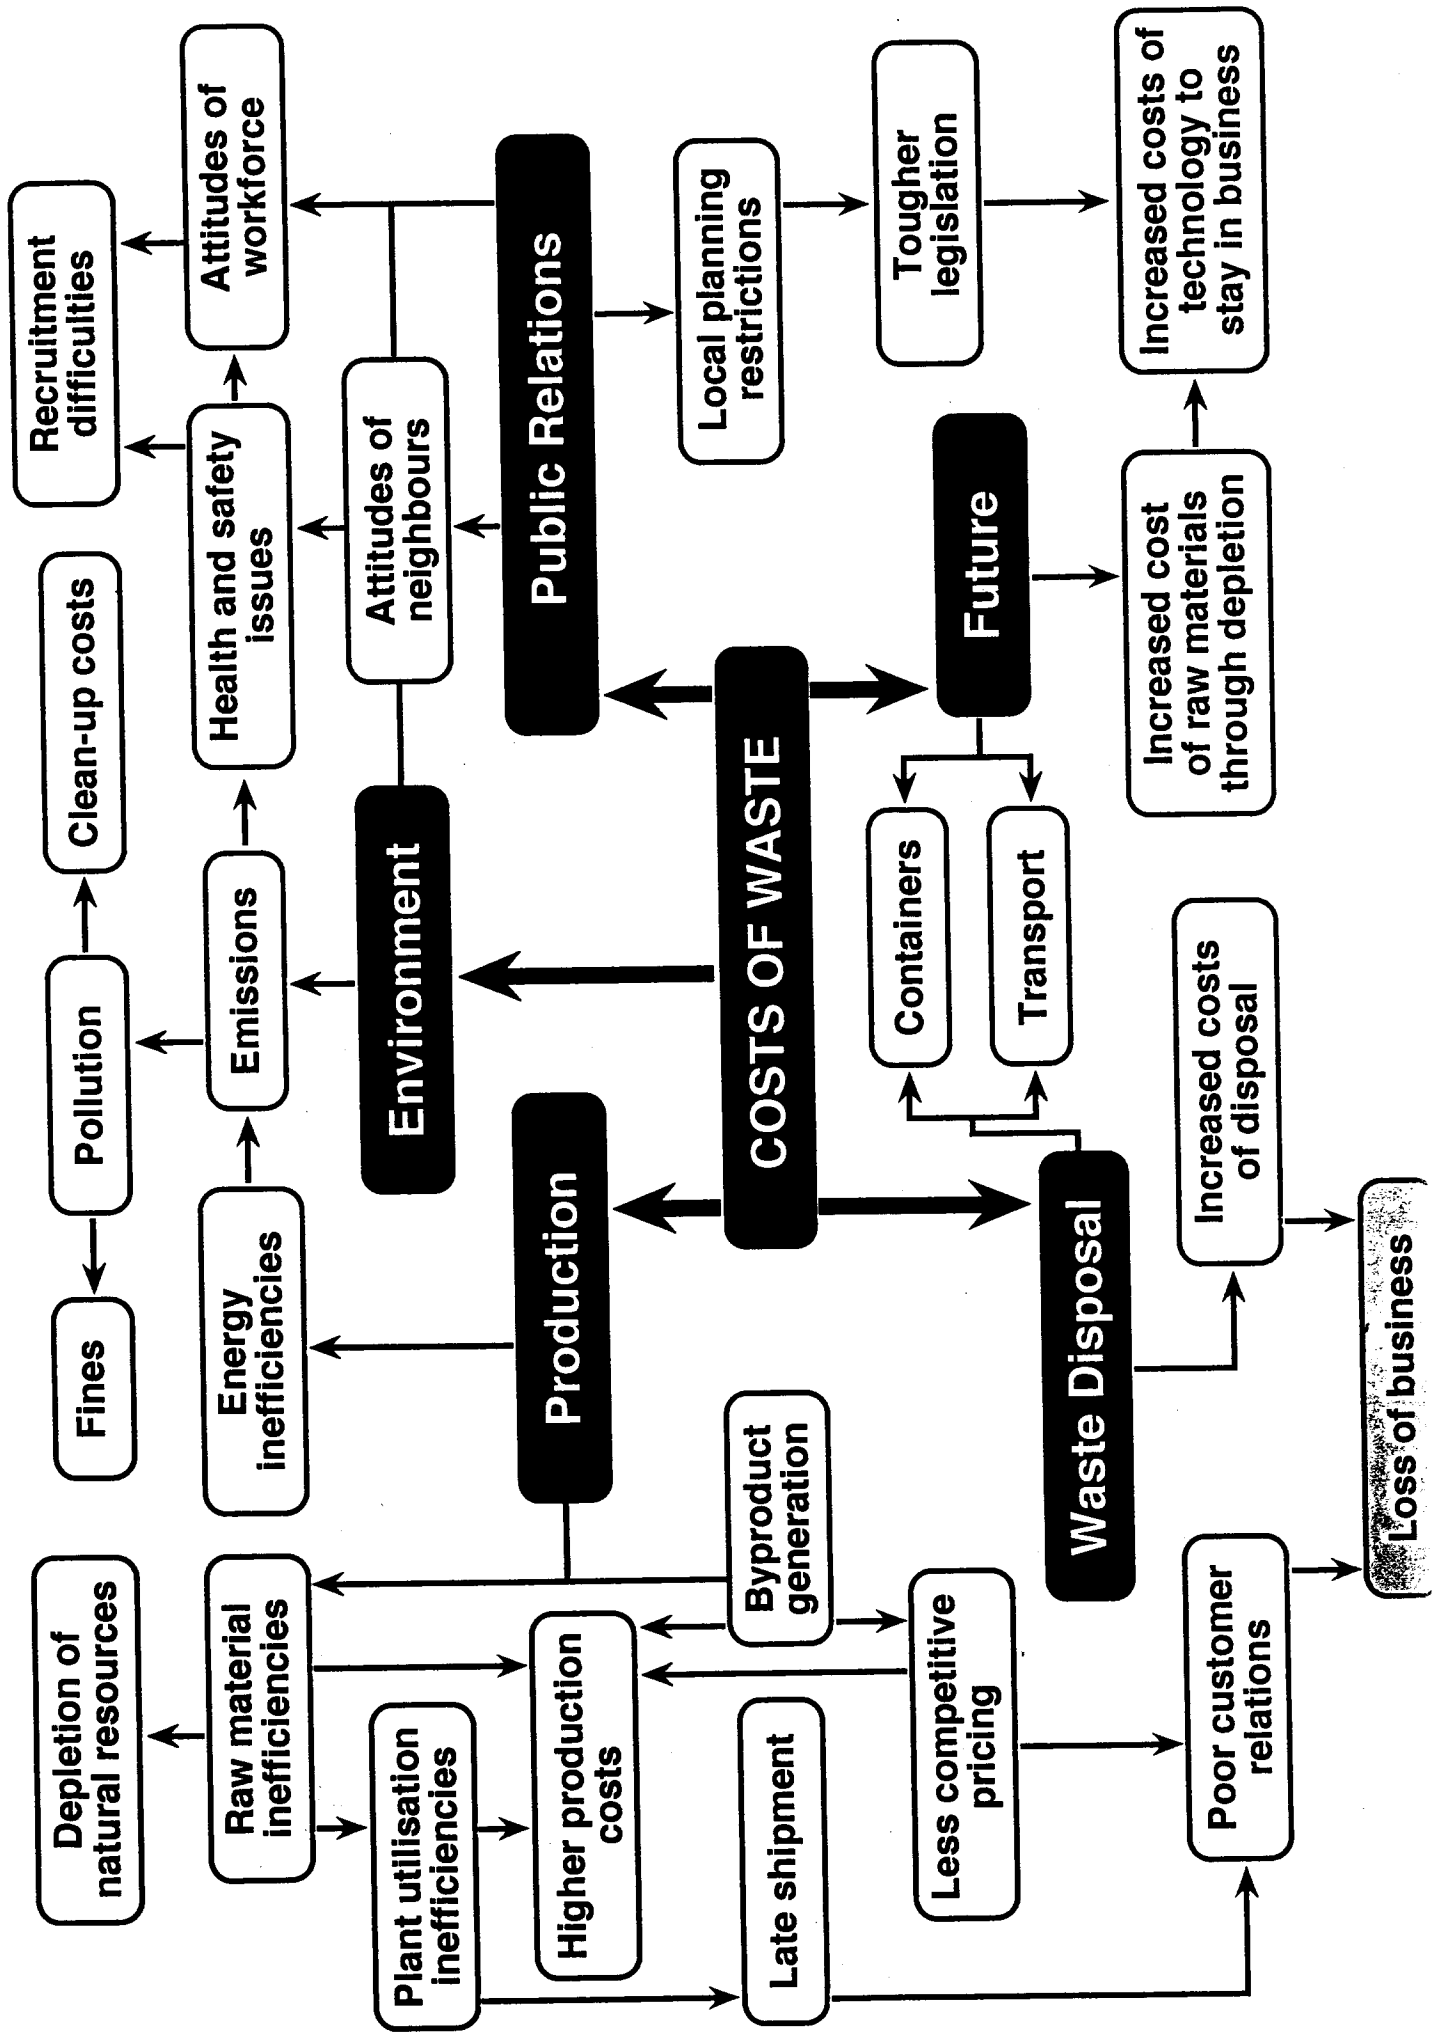 Depletion of
natural resources
Fines
Pollution
Clean-up costs
Recruitment
difficulties
Raw material
inefficiencies
Energy
inefficiencies
Emissions
Health and safety
issues
Attitudes of
workforce
Plant utilisation
inefficiencies
Environment
Attitudes of
neighbours
Higher production
costs
Production
Public Relations
Late shipment
Byproduct
generation
COSTS OF WASTE
Local planning
restrictions
Less competitive
pricing
Containers
Transport
Future
Tougher
legislation
Waste Disposal
Poor customer
relations
Increased costs
of disposal
Increased cost
of raw materials
through depletion
Increased costs of
technology to
stay in business
Loss of business